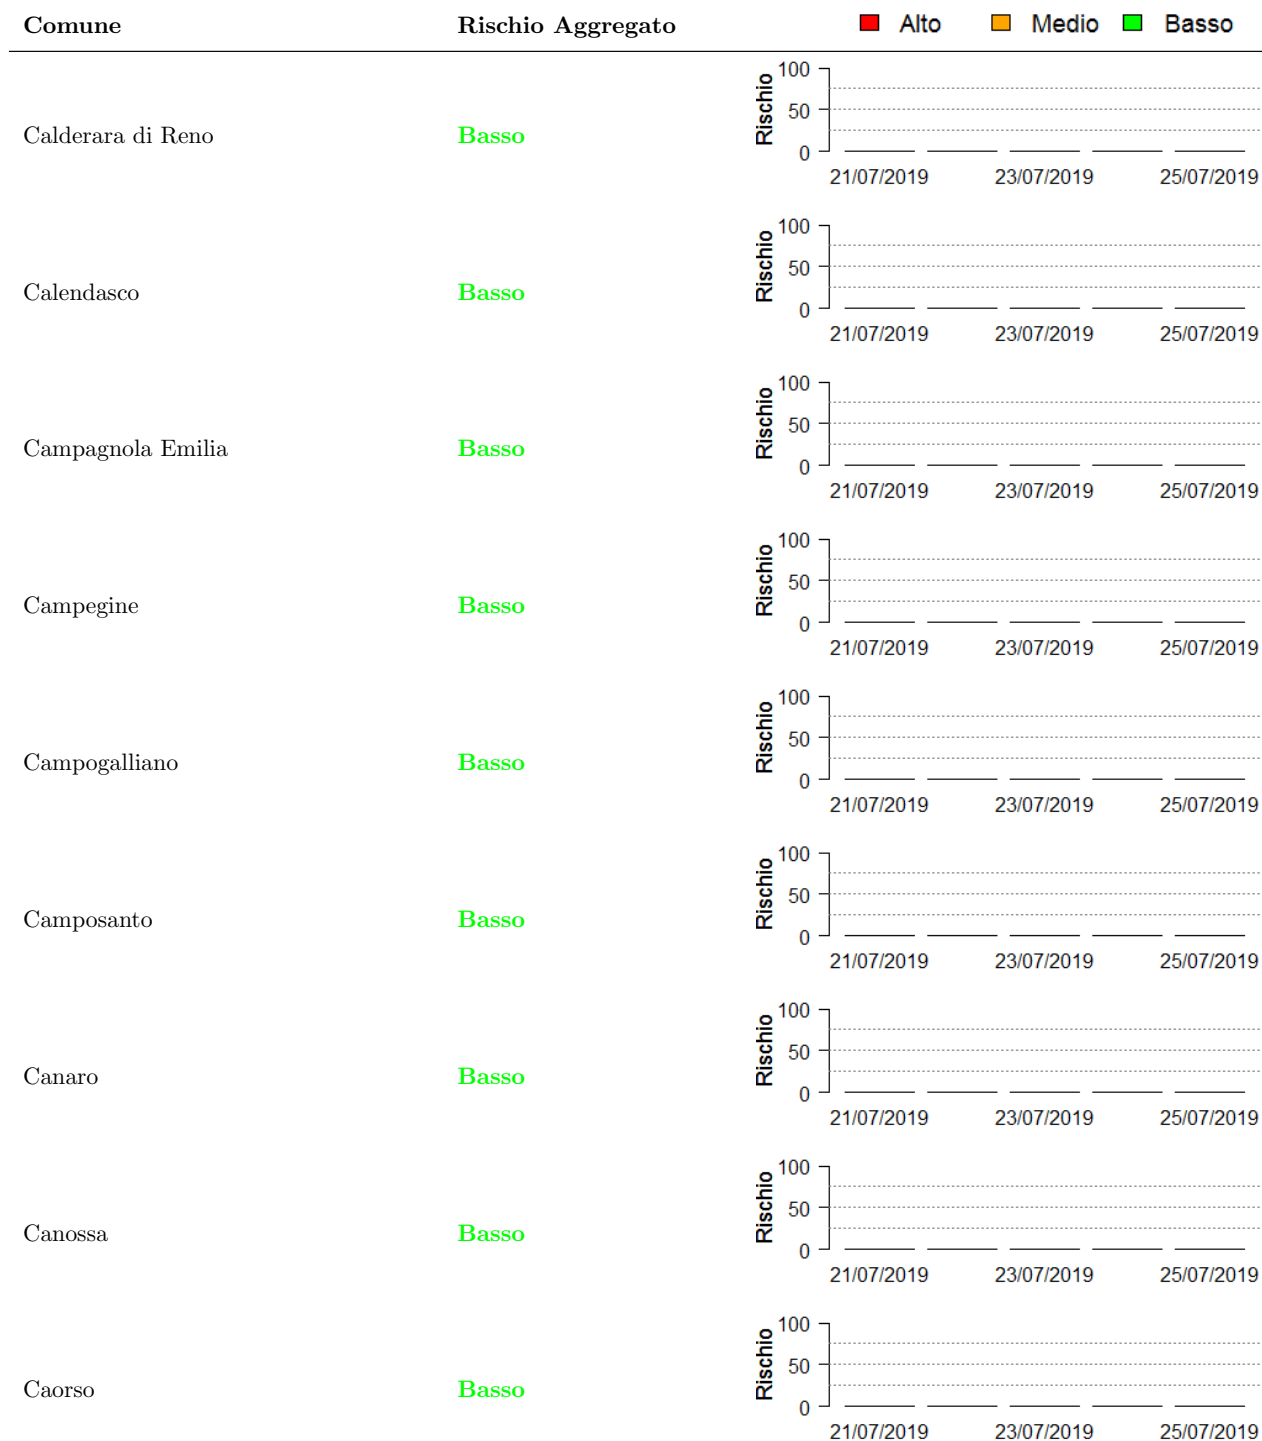 Comune Rischio Aggregato Alto Medio Basso
Calderara di Reno Basso Rischio 100 50 0
21/07/2019 23/07/2019 25/07/2019
Calendasco Basso Rischio 100 50 0
21/07/2019 23/07/2019 25/07/2019
Campagnola Emilia Basso Rischio 100 50 0
21/07/2019 23/07/2019 25/07/2019
Campegine Basso Rischio 100 50 0
21/07/2019 23/07/2019 25/07/2019
Campogalliano Basso Rischio 100 50 0
21/07/2019 23/07/2019 25/07/2019
Camposanto Basso Rischio 100 50 0
21/07/2019 23/07/2019 25/07/2019
Canaro Basso Rischio 100 50 0
21/07/2019 23/07/2019 25/07/2019
Canossa Basso Rischio 100 50 0
21/07/2019 23/07/2019 25/07/2019
Caorso Basso Rischio 100 50 0
21/07/2019 23/07/2019 25/07/2019